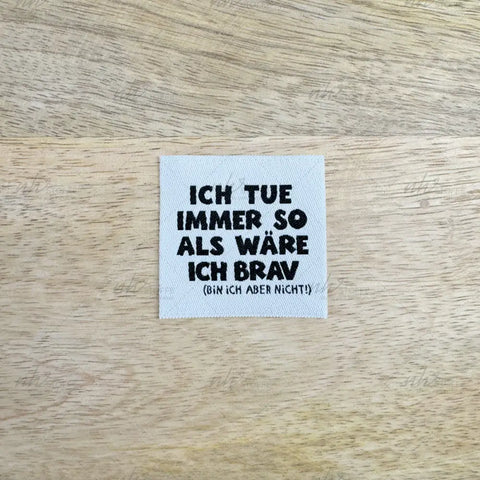 ICH TUE
IMMER SO
ALS WÄRE
ICH BRAV
(BIN ICH ABER NICHT!)